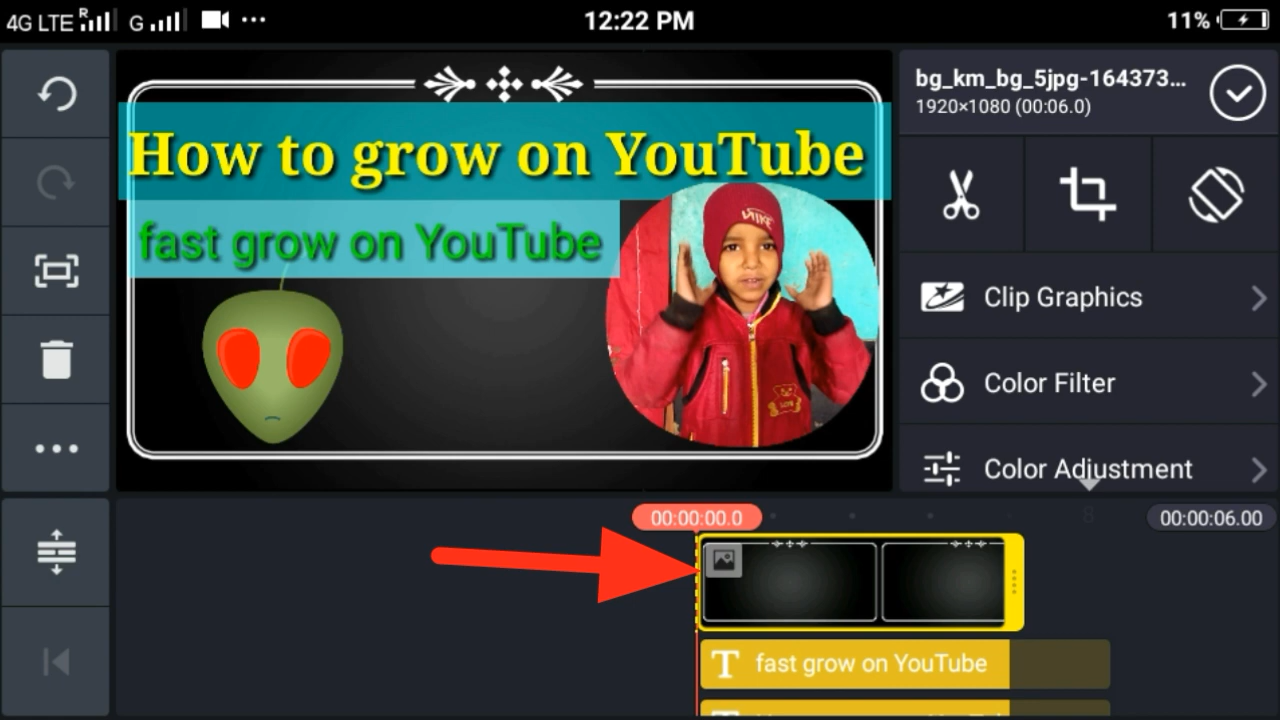 4G LTE R G 12:22 PM 11%
bg_km_bg_5jpg-164373...
1920×1080 (00:06.0)
How to grow on YouTube
fast grow on YouTube
NIKE
Clip Graphics
Color Filter
Color Adjustment
00:00:00.0 8 00:00:06.00
T fast grow on YouTube